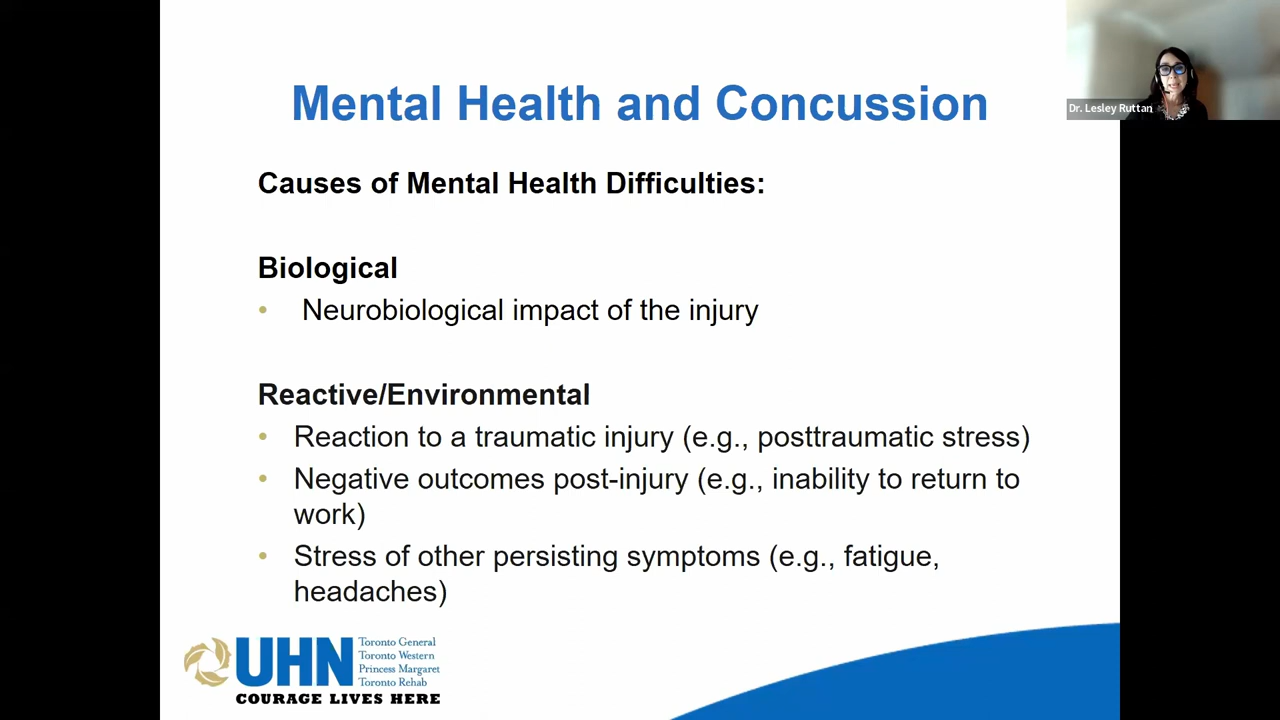 Mental Health and Concussion
Dr. Lesley Ruttan
Causes of Mental Health Difficulties:
Biological
• Neurobiological impact of the injury
Reactive/Environmental
• Reaction to a traumatic injury (e.g., posttraumatic stress)
• Negative outcomes post-injury (e.g., inability to return to
work)
• Stress of other persisting symptoms (e.g., fatigue,
headaches)
UHN
Toronto General
Toronto Western
Princess Margaret
Toronto Rehab
COURAGE LIVES HERE